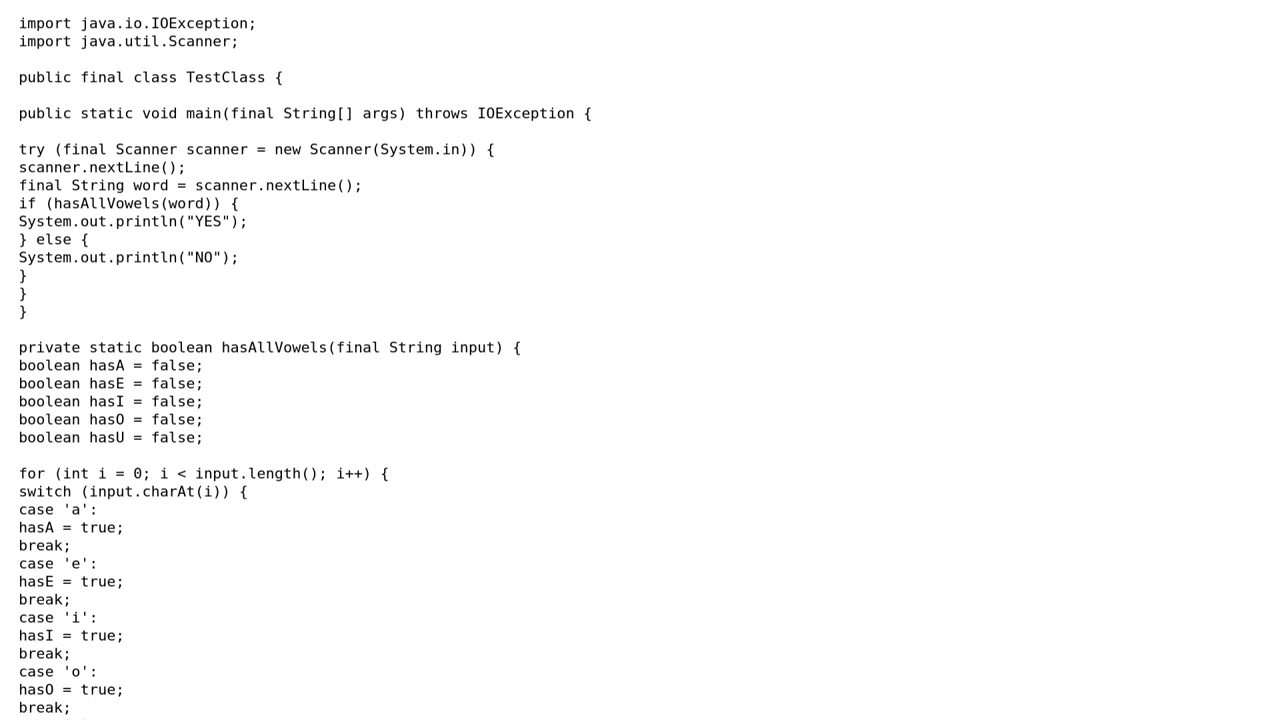 import java.io.IOException;
import java.util.Scanner;

public final class TestClass {

public static void main(final String[] args) throws IOException {

try (final Scanner scanner = new Scanner(System.in)) {
scanner.nextLine();
final String word = scanner.nextLine();
if (hasAllVowels(word)) {
System.out.println("YES");
} else {
System.out.println("NO");
}
}
}

private static boolean hasAllVowels(final String input) {
boolean hasA = false;
boolean hasE = false;
boolean hasI = false;
boolean hasO = false;
boolean hasU = false;

for (int i = 0; i < input.length(); i++) {
switch (input.charAt(i)) {
case 'a':
hasA = true;
break;
case 'e':
hasE = true;
break;
case 'i':
hasI = true;
break;
case 'o':
hasO = true;
break;